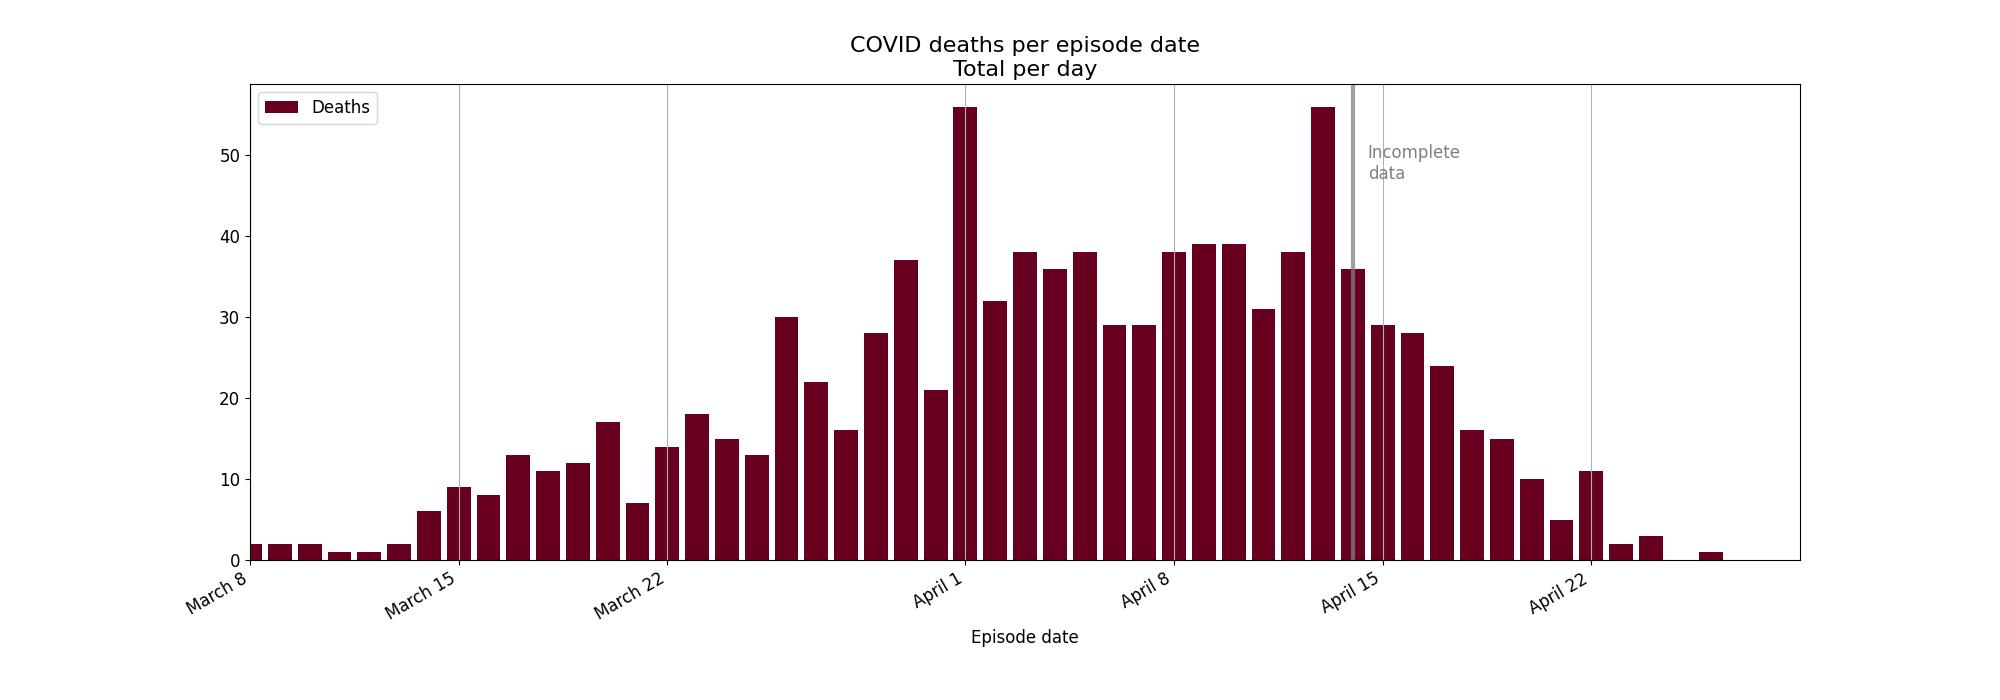 COVID deaths per episode date
Total per day
Deaths
Incomplete
data
50
40
30
20
10
0
March 8
March 15
March 22
April 1
April 8
April 15
April 22
Episode date